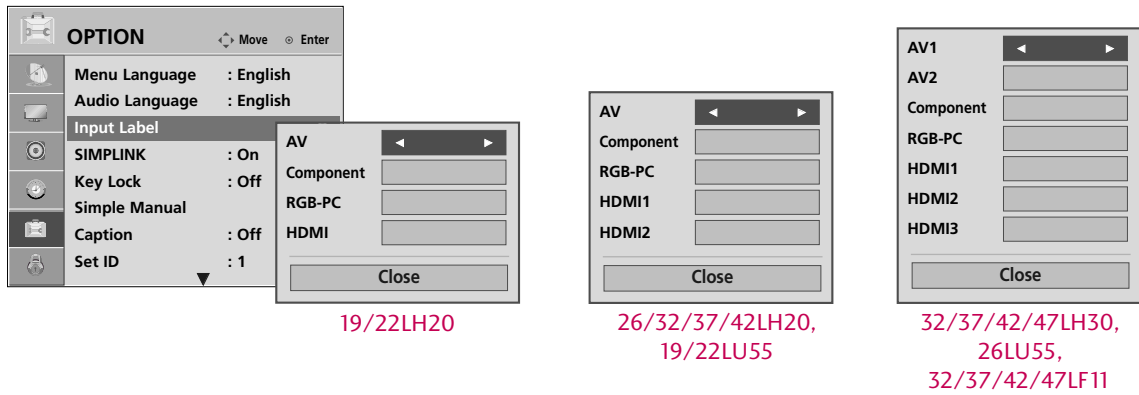 OPTION
Move
Enter
Menu Language : English
Audio Language : English
Input Label
SIMPLINK : On
Key Lock : Off
Simple Manual
Caption : Off
Set ID : 1
AV
Component
RGB-PC
HDMI
Close
19/22LH20
AV
Component
RGB-PC
HDMI1
HDMI2
Close
26/32/37/42LH20,
19/22LU55
AV1
AV2
Component
RGB-PC
HDMI1
HDMI2
HDMI3
Close
32/37/42/47LH30,
26LU55,
32/37/42/47LF11